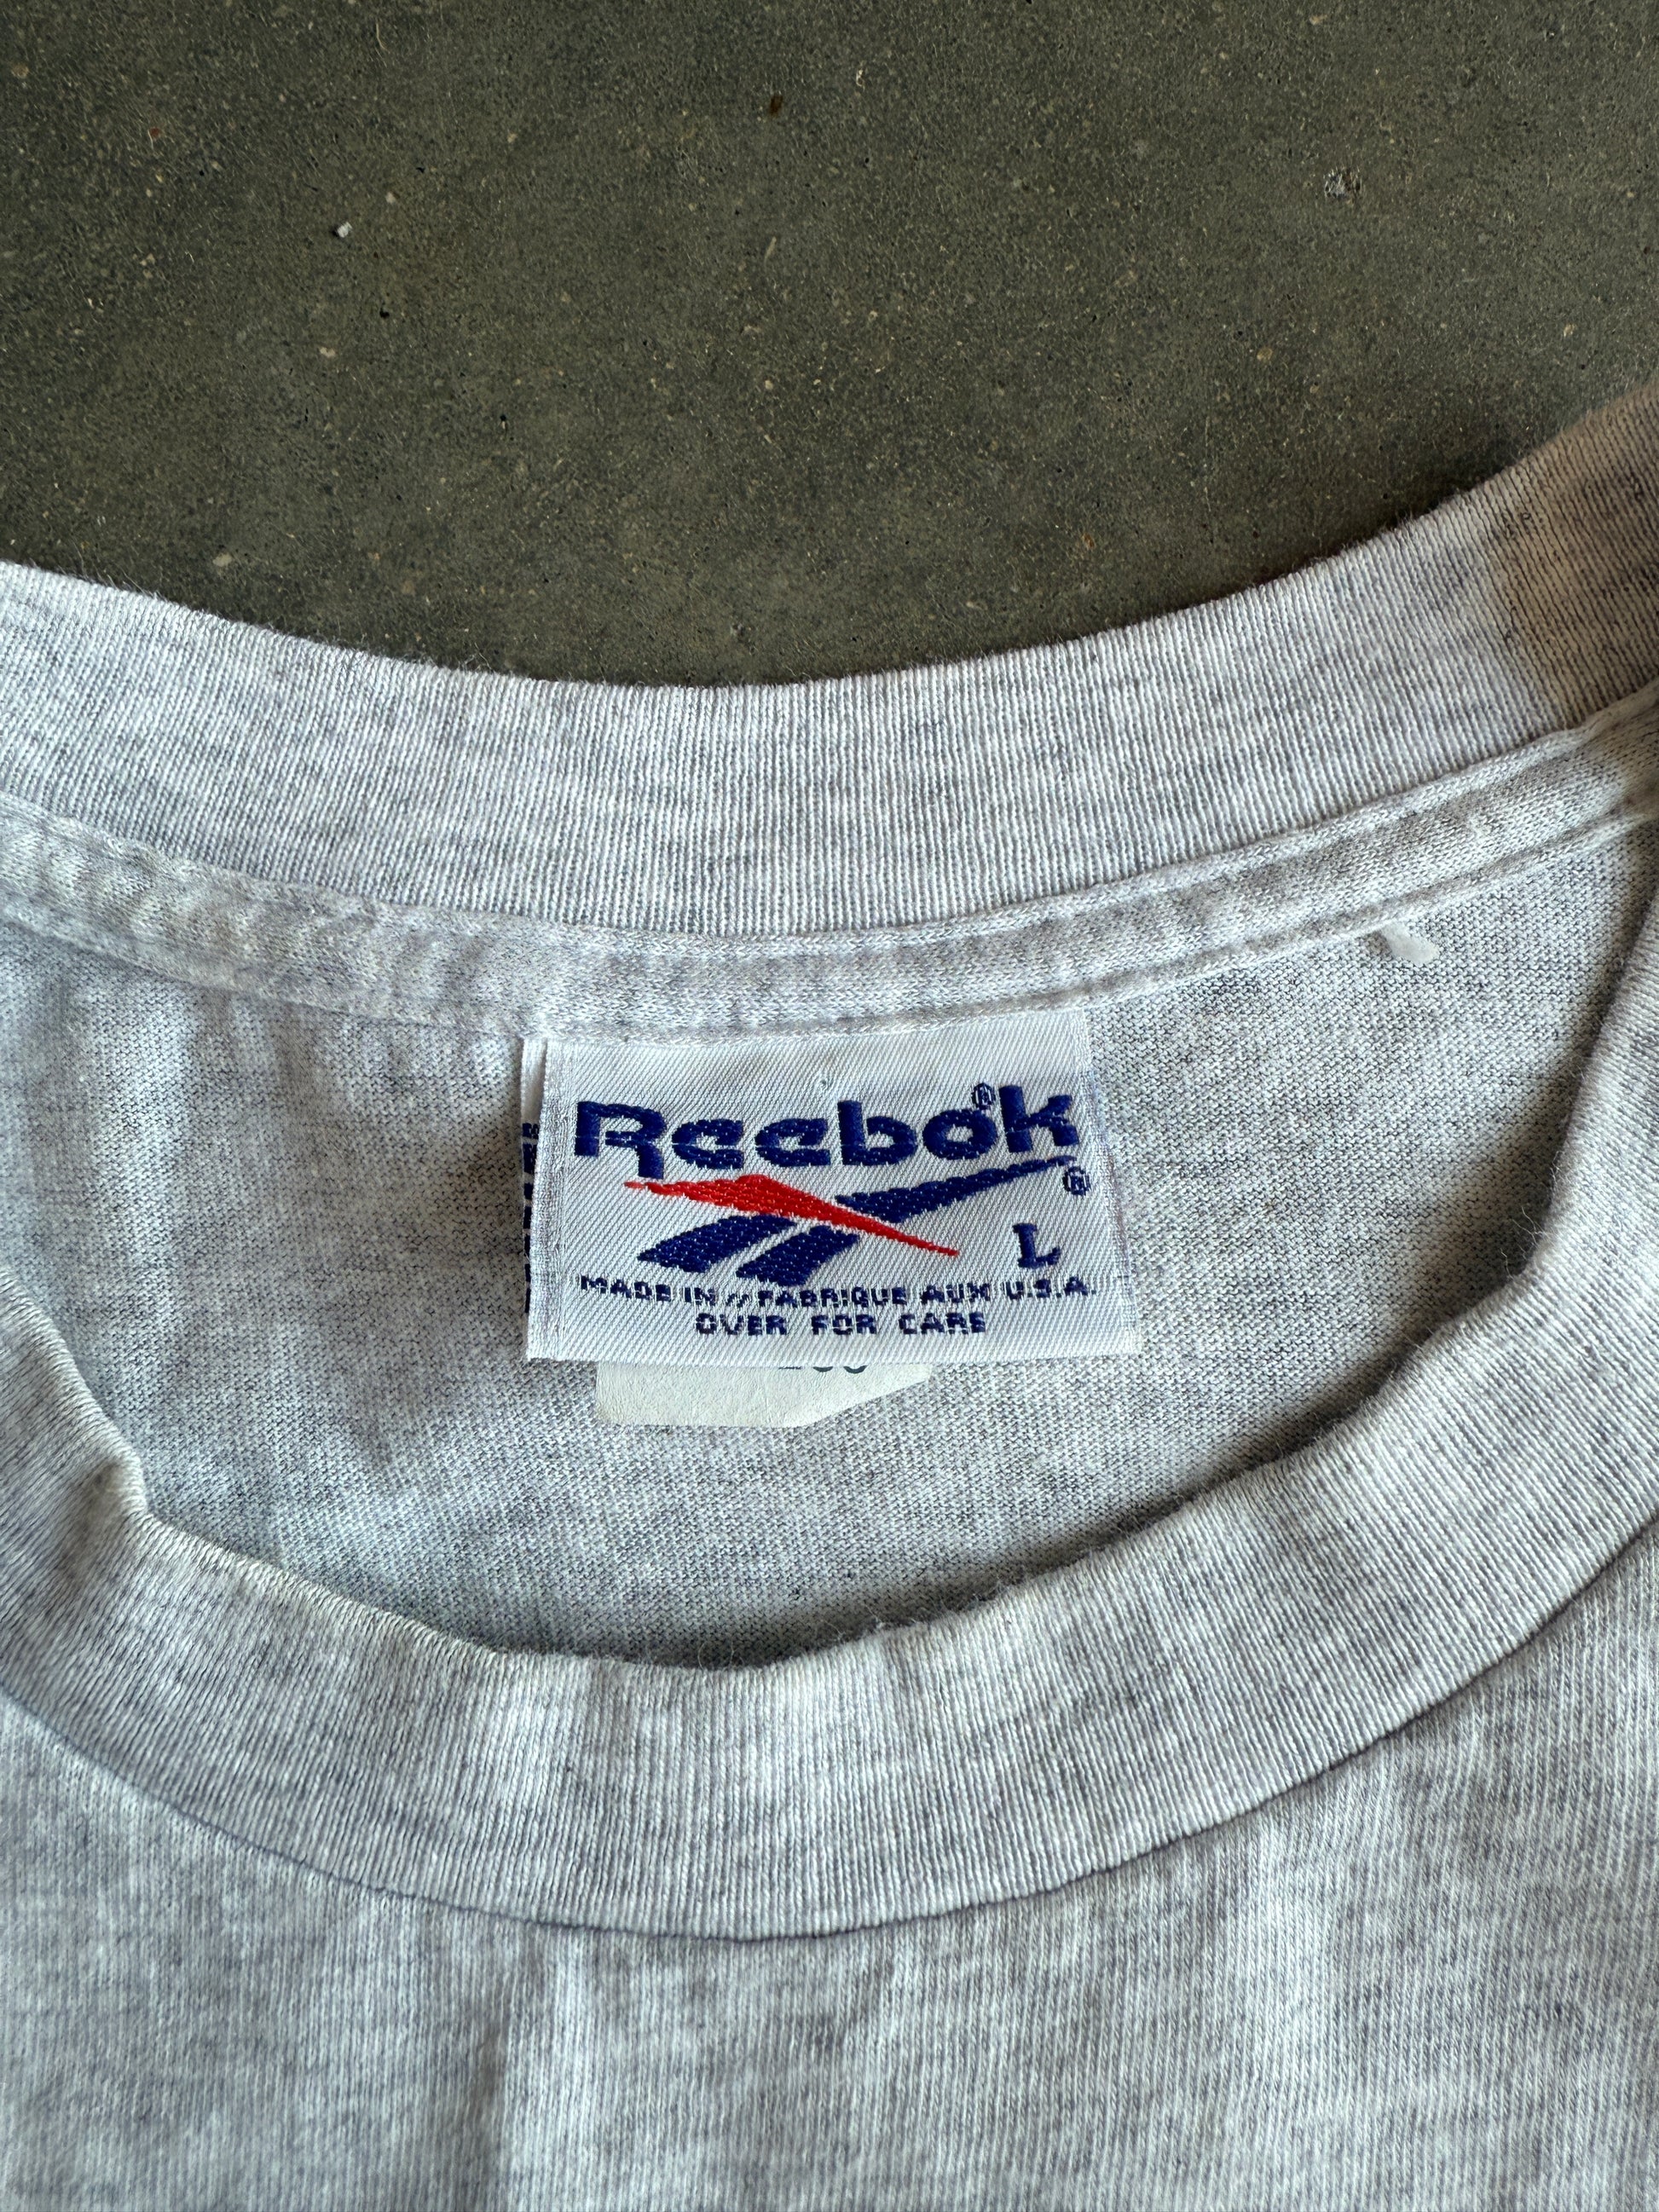 Reebok®
®
L
MADE IN // FABRIQUE AUX U.S.A.
OVER FOR CARE